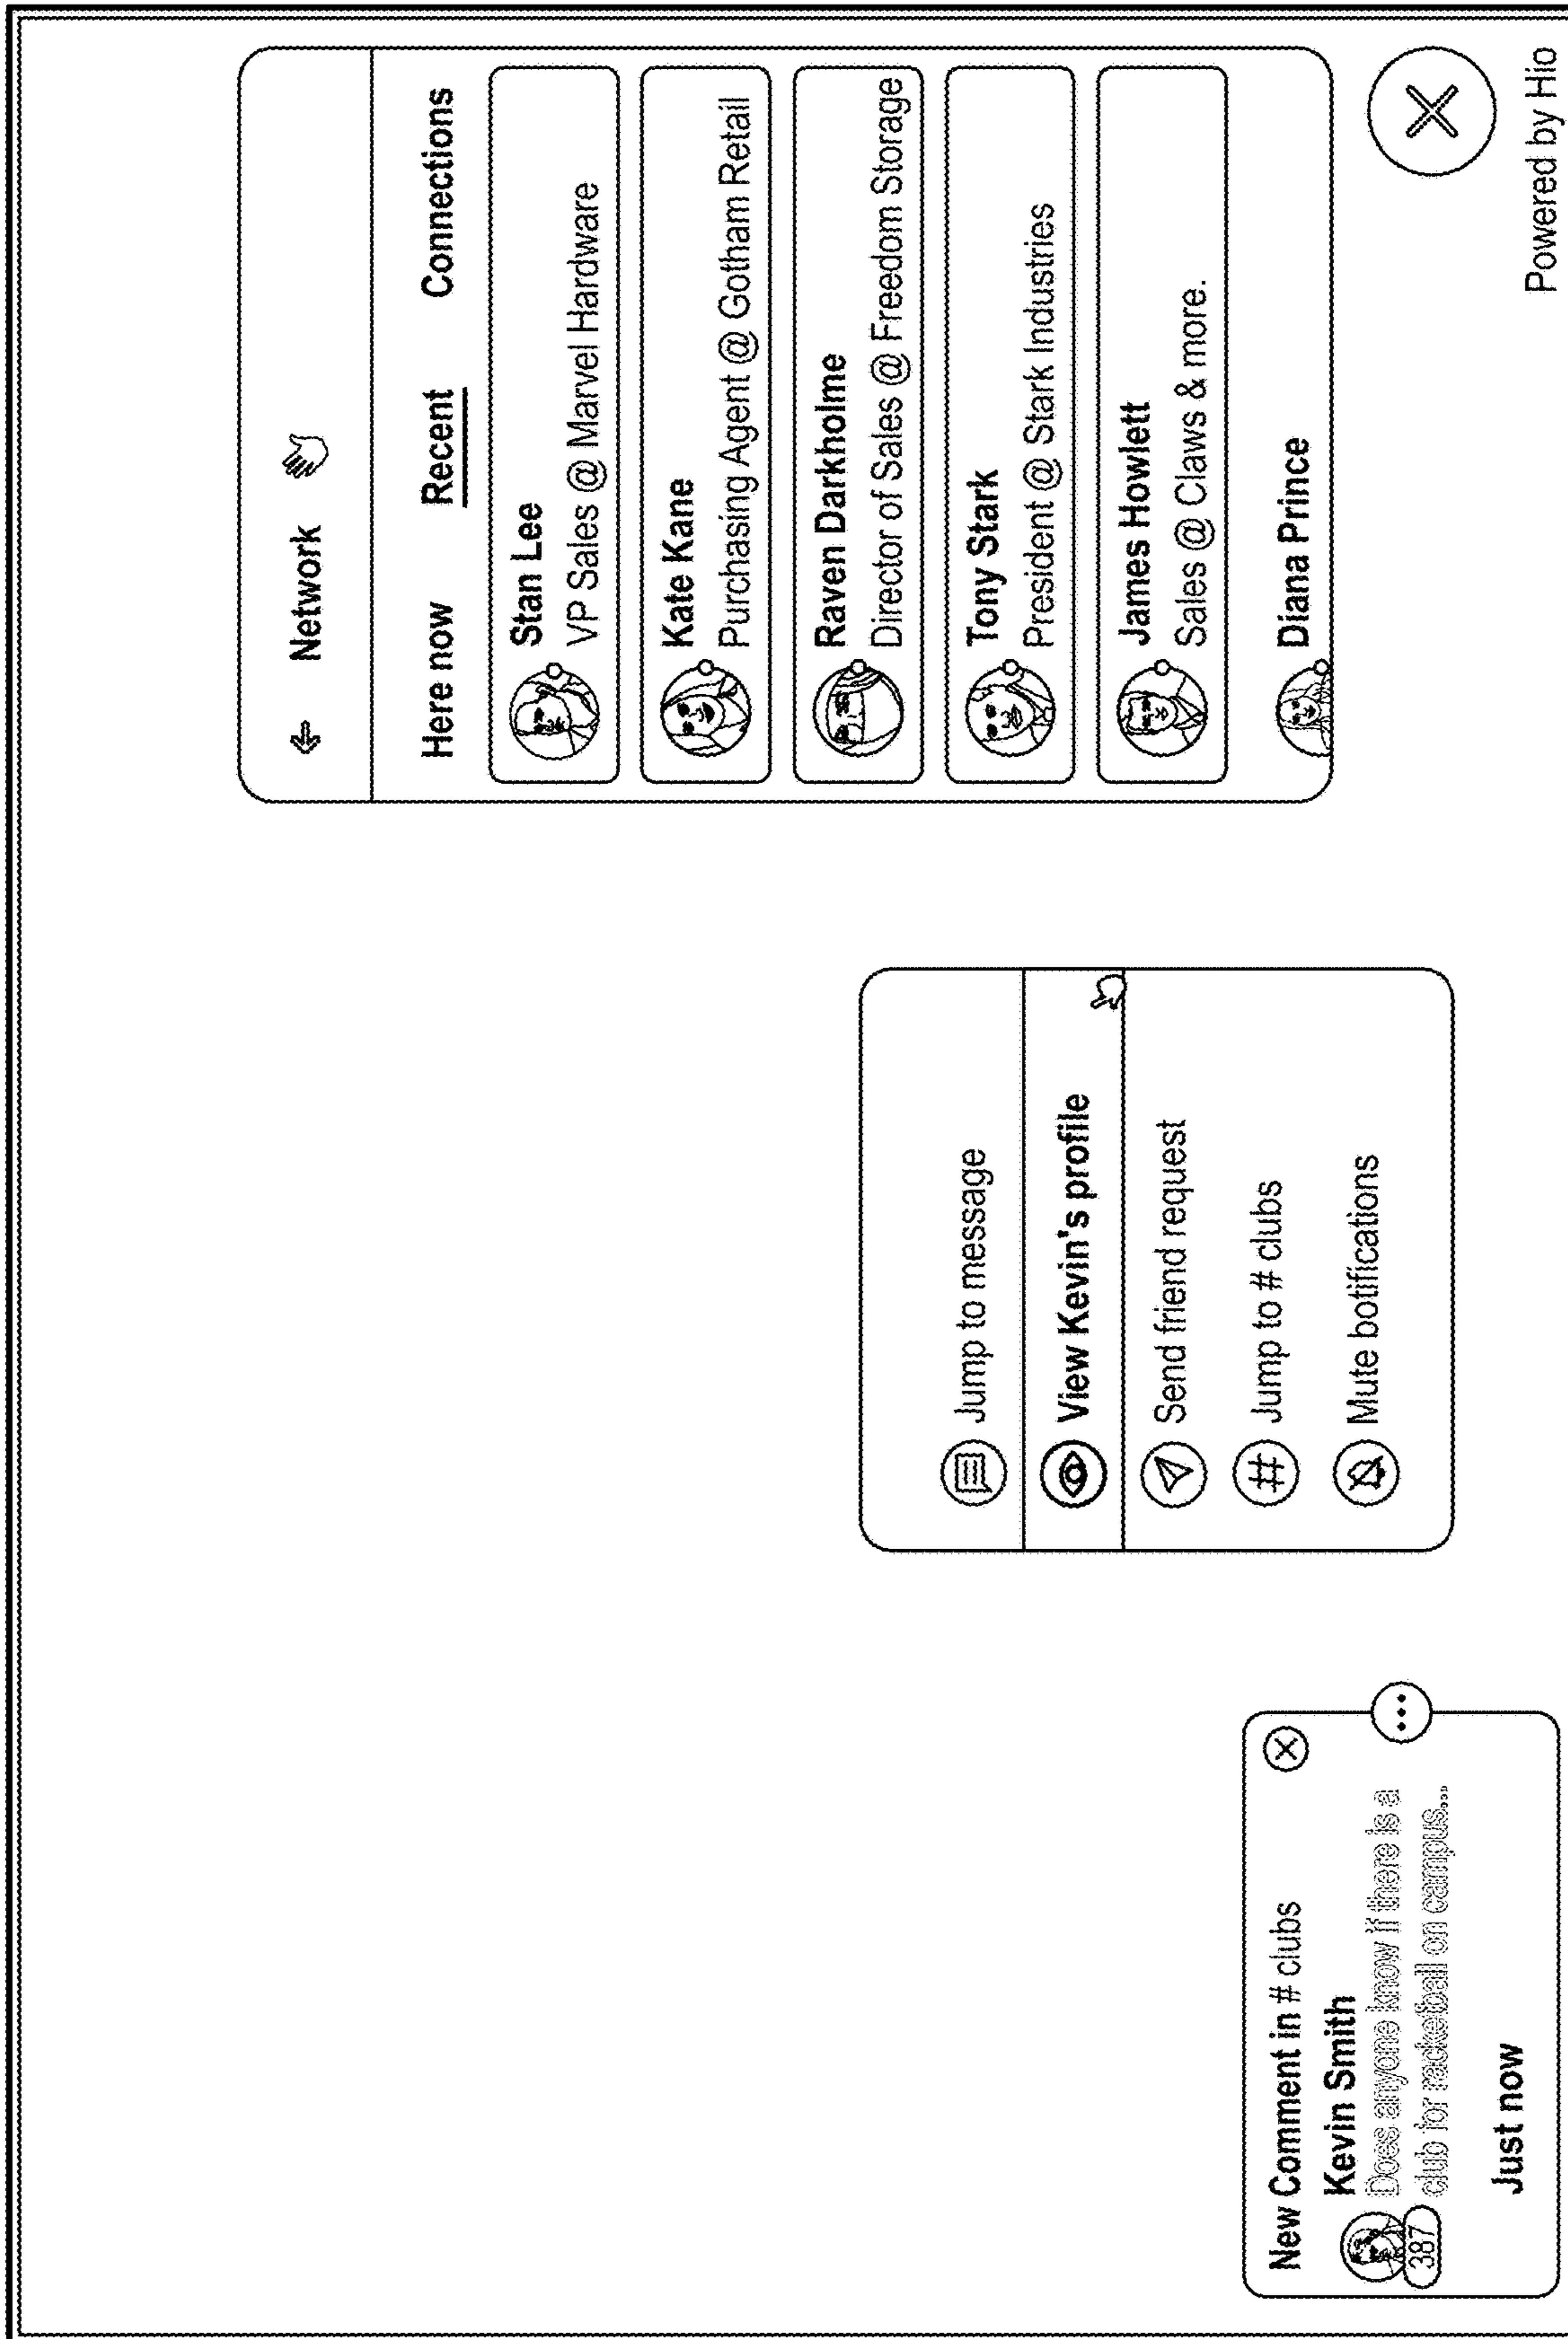 ← Network
Here now Recent Connections
Stan Lee
VP Sales @ Marvel Hardware
Kate Kane
Purchasing Agent @ Gotham Retail
Raven Darkholme
Director of Sales @ Freedom Storage
Tony Stark
President @ Stark Industries
James Howlett
Sales @ Claws & more.
Diana Prince
Jump to message
View Kevin's profile
Send friend request
# Jump to # clubs
Mute botifications
New Comment in # clubs
Kevin Smith
Does anyone know if there is a
club for racketball on campus...
387
Just now
Powered by Hio